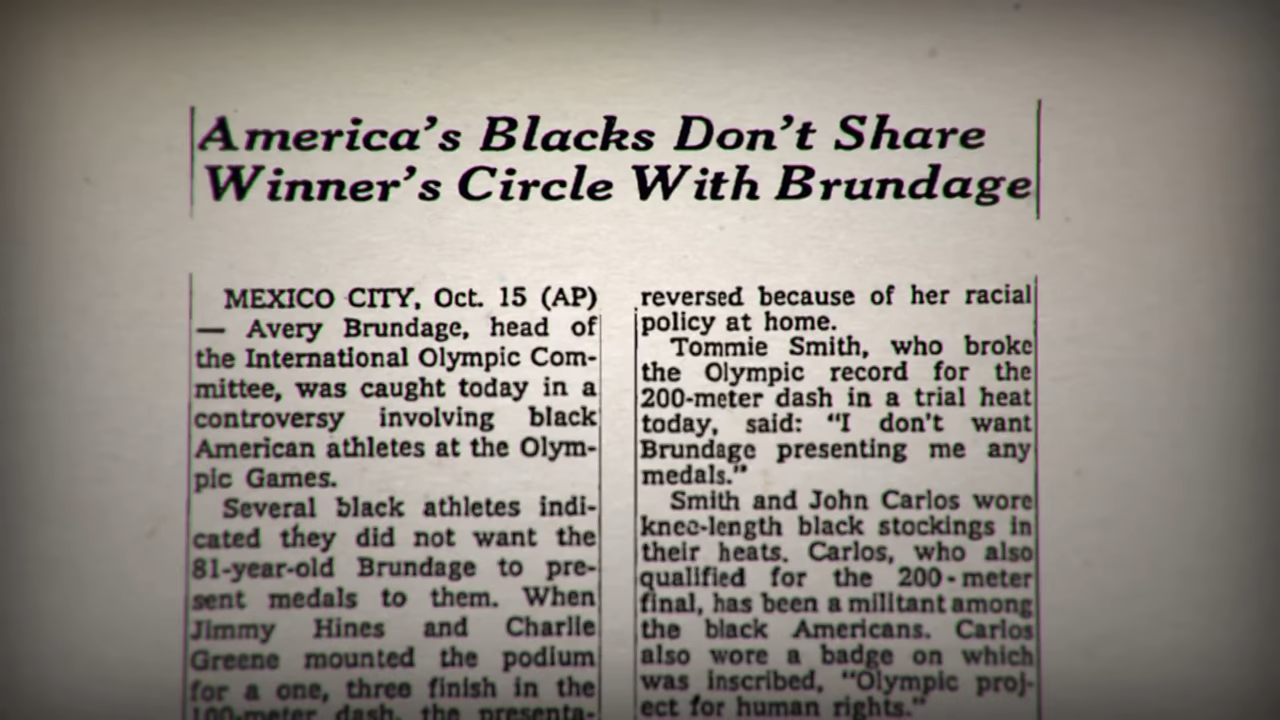 America's Blacks Don't Share
Winner's Circle With Brundage
MEXICO CITY, Oct. 15 (AP)
— Avery Brundage, head of
the International Olympic Com-
mittee, was caught today in a
controversy involving black
American athletes at the Olym-
pic Games.
Several black athletes indi-
cated they did not want the
81-year-old Brundage to pre-
sent medals to them. When
Jimmy Hines and Charlie
Greene mounted the podium
for a one, three finish in the
100-meter dash, the presenta-
reversed because of her racial
policy at home.
Tommie Smith, who broke
the Olympic record for the
200-meter dash in a trial heat
today, said: “I don't want
Brundage presenting me any
medals.”
Smith and John Carlos wore
knee-length black stockings in
their heats. Carlos, who also
qualified for the 200-meter
final, has been a militant among
the black Americans. Carlos
also wore a badge on which
was inscribed, “Olympic proj-
ect for human rights.”